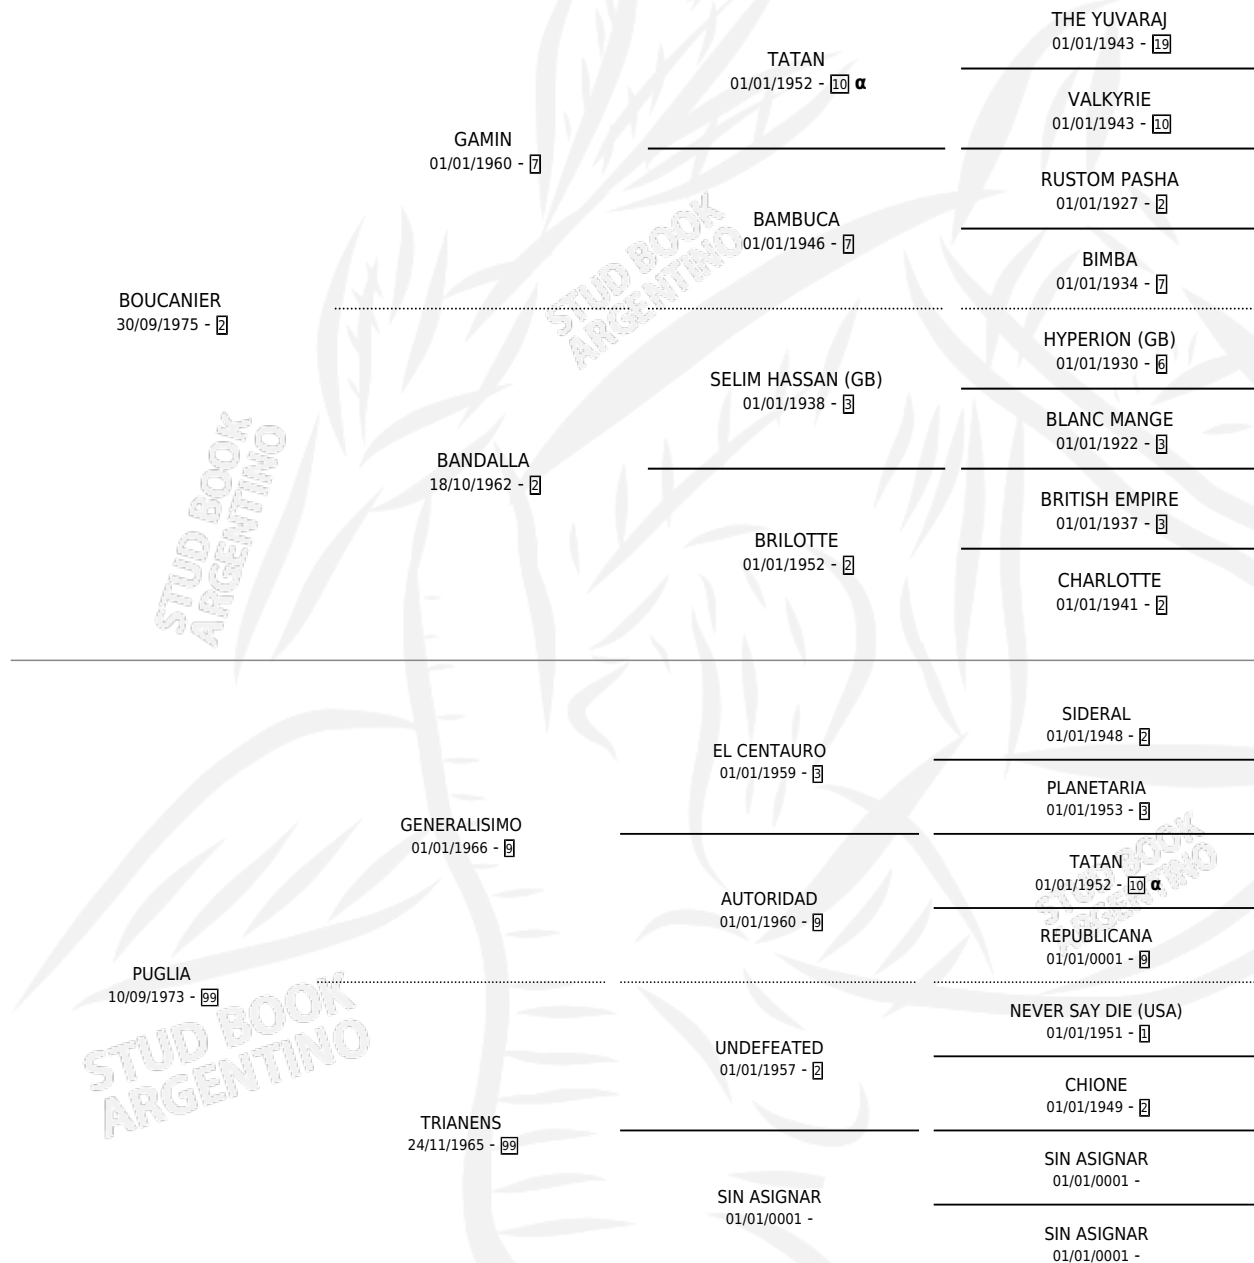 THE YUVARAJ
01/01/1943 - 19
TATAN
01/01/1952 - 10 α
VALKYRIE
01/01/1943 - 10
GAMIN
01/01/1960 - 7
RUSTOM PASHA
01/01/1927 - 2
BAMBUCA
01/01/1946 - 7
BIMBA
01/01/1934 - 7
BOUCANIER
30/09/1975 - 2
HYPERION (GB)
01/01/1930 - 6
SELIM HASSAN (GB)
01/01/1938 - 3
BLANC MANGE
01/01/1922 - 3
BANDALLA
18/10/1962 - 2
BRITISH EMPIRE
01/01/1937 - 3
BRILOTTE
01/01/1952 - 2
CHARLOTTE
01/01/1941 - 2
SIDERAL
01/01/1948 - 2
EL CENTAURO
01/01/1959 - 3
PLANETARIA
01/01/1953 - 3
GENERALISIMO
01/01/1966 - 9
TATAN
01/01/1952 - 10 α
AUTORIDAD
01/01/1960 - 9
REPUBLICANA
01/01/0001 - 9
PUGLIA
10/09/1973 - 99
NEVER SAY DIE (USA)
01/01/1951 - 1
UNDEFEATED
01/01/1957 - 2
CHIONE
01/01/1949 - 2
TRIANENS
24/11/1965 - 99
SIN ASIGNAR
01/01/0001 -
SIN ASIGNAR
01/01/0001 -
SIN ASIGNAR
01/01/0001 -
STUD BOOK
ARGENTINO
STUD BOOK
ARGENTINO
STUD BOOK
ARGENTINO
STUD BOOK
ARGENTINO